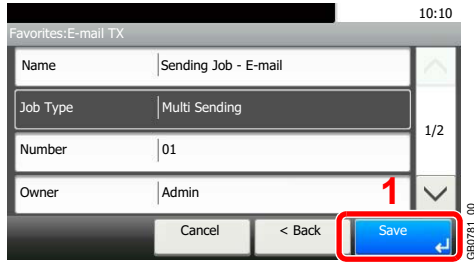 10:10
Favorites:E-mail TX
Name Sending Job - E-mail
Job Type Multi Sending
1/2
Number 01
Owner Admin
1
Cancel < Back Save
GB0781_00